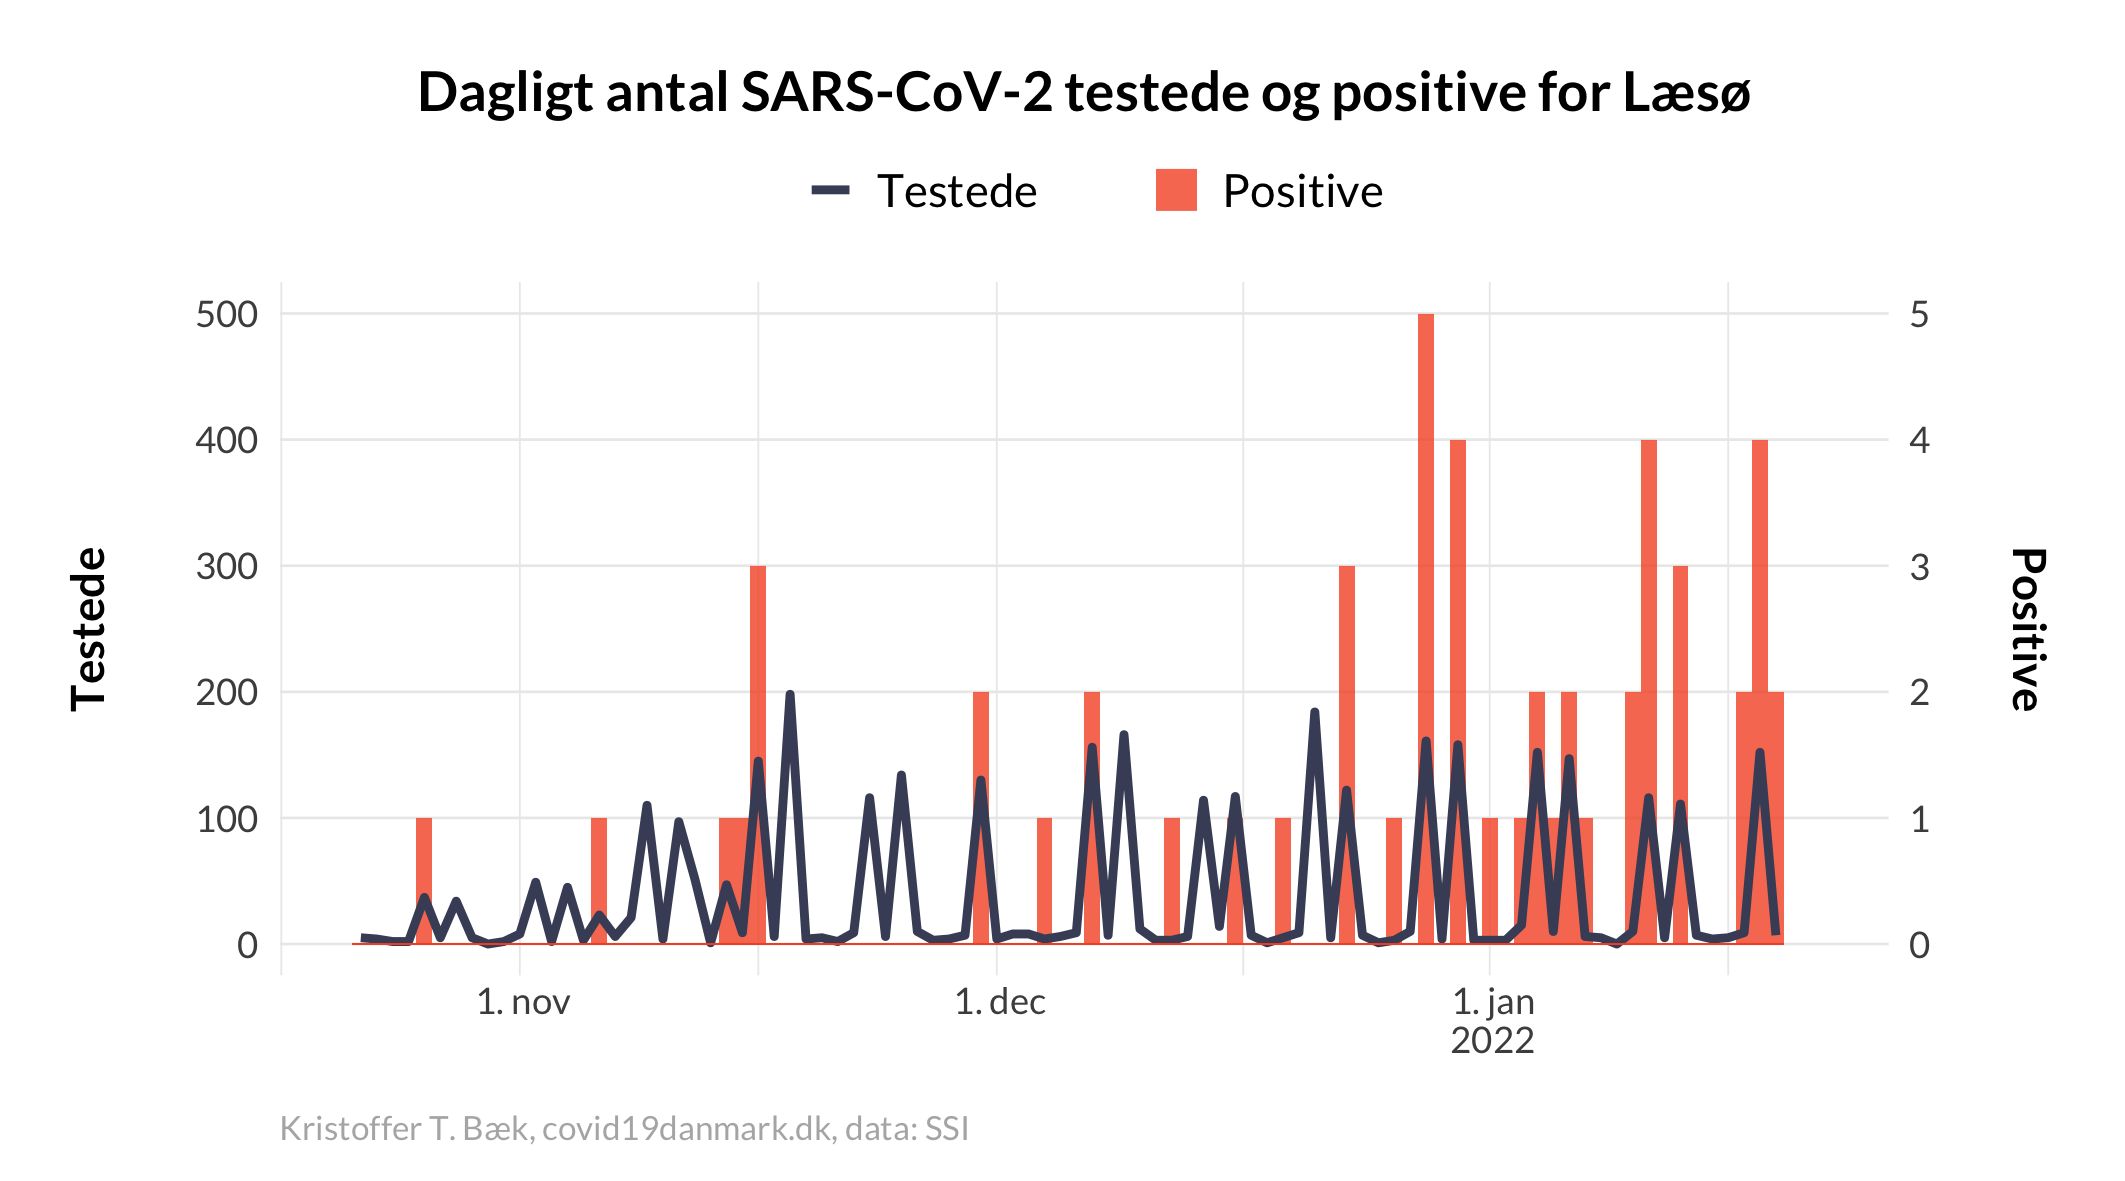 Dagligt antal SARS-CoV-2 testede og positive for Læsø
Testede
Positive
500
400
300
200
100
0
5
4
3
2
1
0
Testede
Positive
1. nov
1. dec
1. jan
2022
Kristoffer T. Bæk, covid19danmark.dk, data: SSI